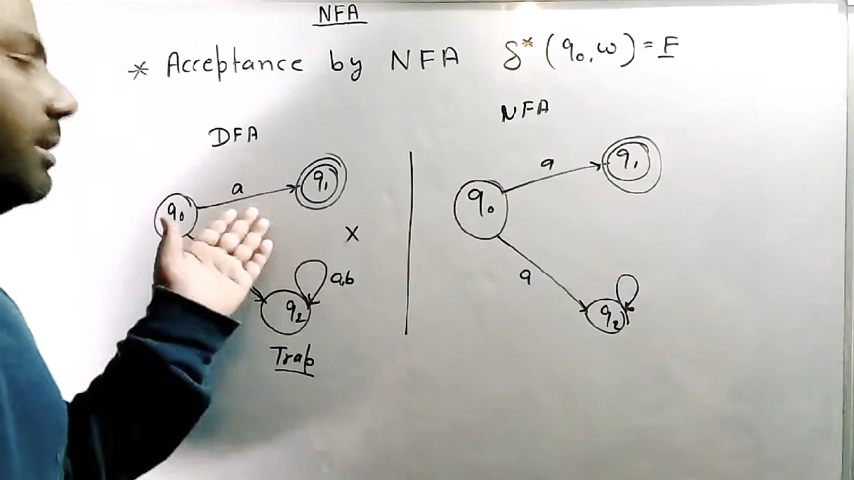 NFA
* Acceptance by NFA δ*(q0,ω)=F
DFA
a
q1
q0
x
a,b
q2
Trap
NFA
a
q1
q0
a
q2